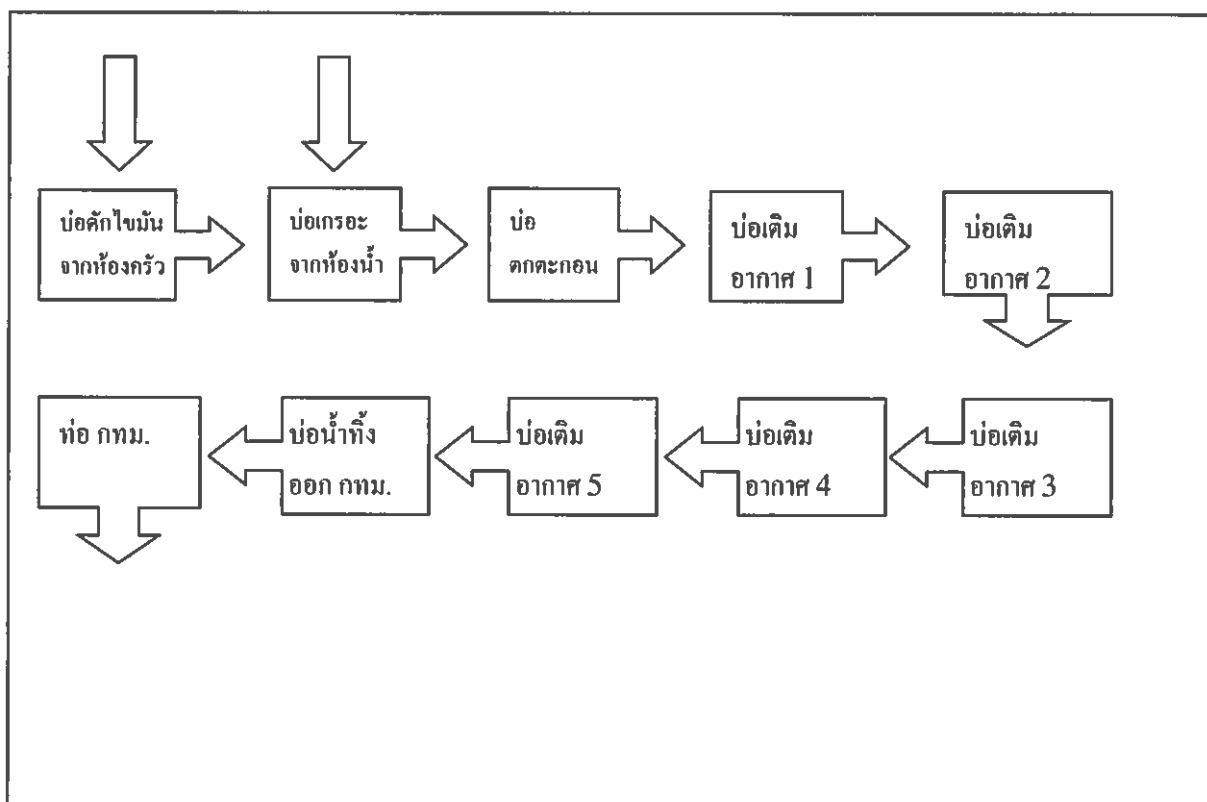 บ่อดักไขมัน
จากห้องครัว
บ่อเกรอะ
จากห้องน้ำ
บ่อ
ตกตะกอน
บ่อเติม
อากาศ 1
บ่อเติม
อากาศ 2
ท่อ กทม.
บ่อน้ำทิ้ง
ออก กทม.
บ่อเติม
อากาศ 5
บ่อเติม
อากาศ 4
บ่อเติม
อากาศ 3